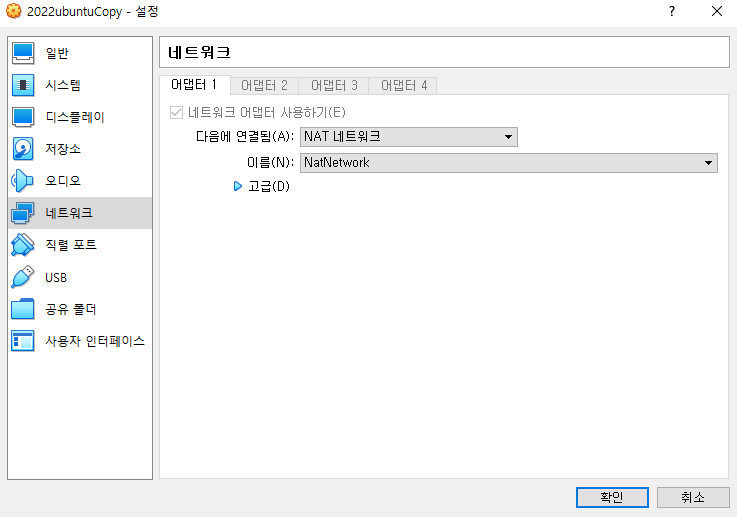 2022ubuntuCopy - 설정
?
일반
시스템
디스플레이
저장소
오디오
네트워크
직렬 포트
USB
공유 폴더
사용자 인터페이스
네트워크
어댑터 1 어댑터 2 어댑터 3 어댑터 4
네트워크 어댑터 사용하기(E)
다음에 연결됨(A): NAT 네트워크
이름(N): NatNetwork
고급(D)
확인 취소